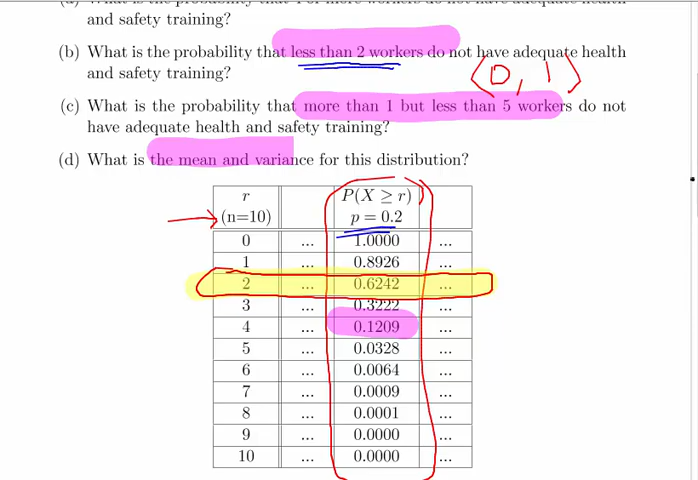 and safety training?
(b) What is the probability that less than 2 workers do not have adequate health
and safety training?
(0, 1)
(c) What is the probability that more than 1 but less than 5 workers do not
have adequate health and safety training?
(d) What is the mean and variance for this distribution?
r P(X ≥ r)
(n=10) p = 0.2
0 ... 1.0000 ...
1 ... 0.8926 ...
2 ... 0.6242 ...
3 ... 0.3222 ...
4 ... 0.1209 ...
5 ... 0.0328 ...
6 ... 0.0064 ...
7 ... 0.0009 ...
8 ... 0.0001 ...
9 ... 0.0000 ...
10 ... 0.0000 ...